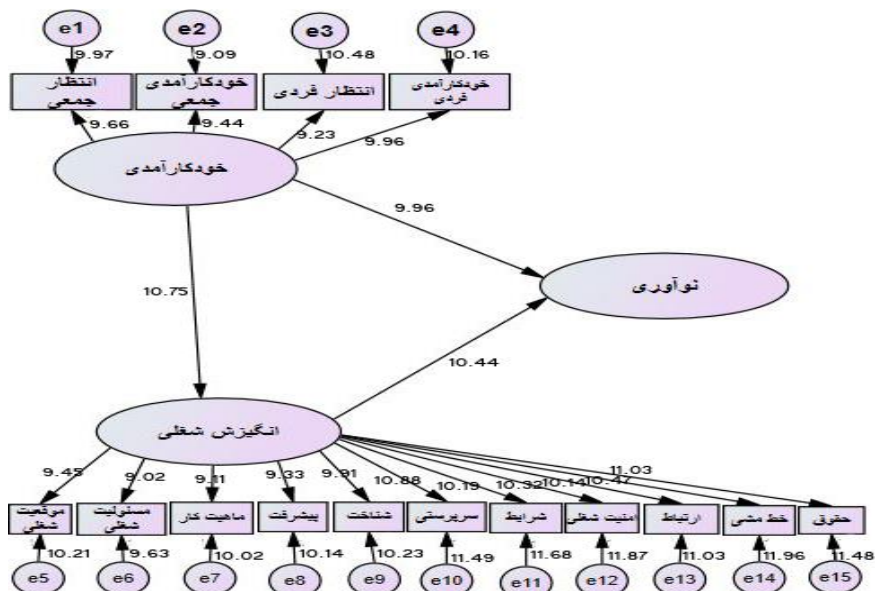 e1 e2 e3 e4
9.97 9.09 10.48 10.16
انتظار جمعی
خودکارآمدی جمعی
انتظار فردی
خودکارآمدی فردی
9.66 9.44 9.23 9.96
خودکارآمدی
9.96
نوآوری
10.75
10.44
انگیزش شغلی
9.45 9.02 9.11 9.33 9.91 10.88 10.19 10.32 10.14 10.47 11.03
موقعیت شغلی
مسئولیت شغلی
ماهیت کار
پیشرفت
شناخت
سرپرستی
شرایط
امنیت شغلی
ارتباط
خط مشی
حقوق
10.21 9.63 10.02 10.14 10.23 11.49 11.68 11.87 11.03 11.96 11.48
e5 e6 e7 e8 e9 e10 e11 e12 e13 e14 e15